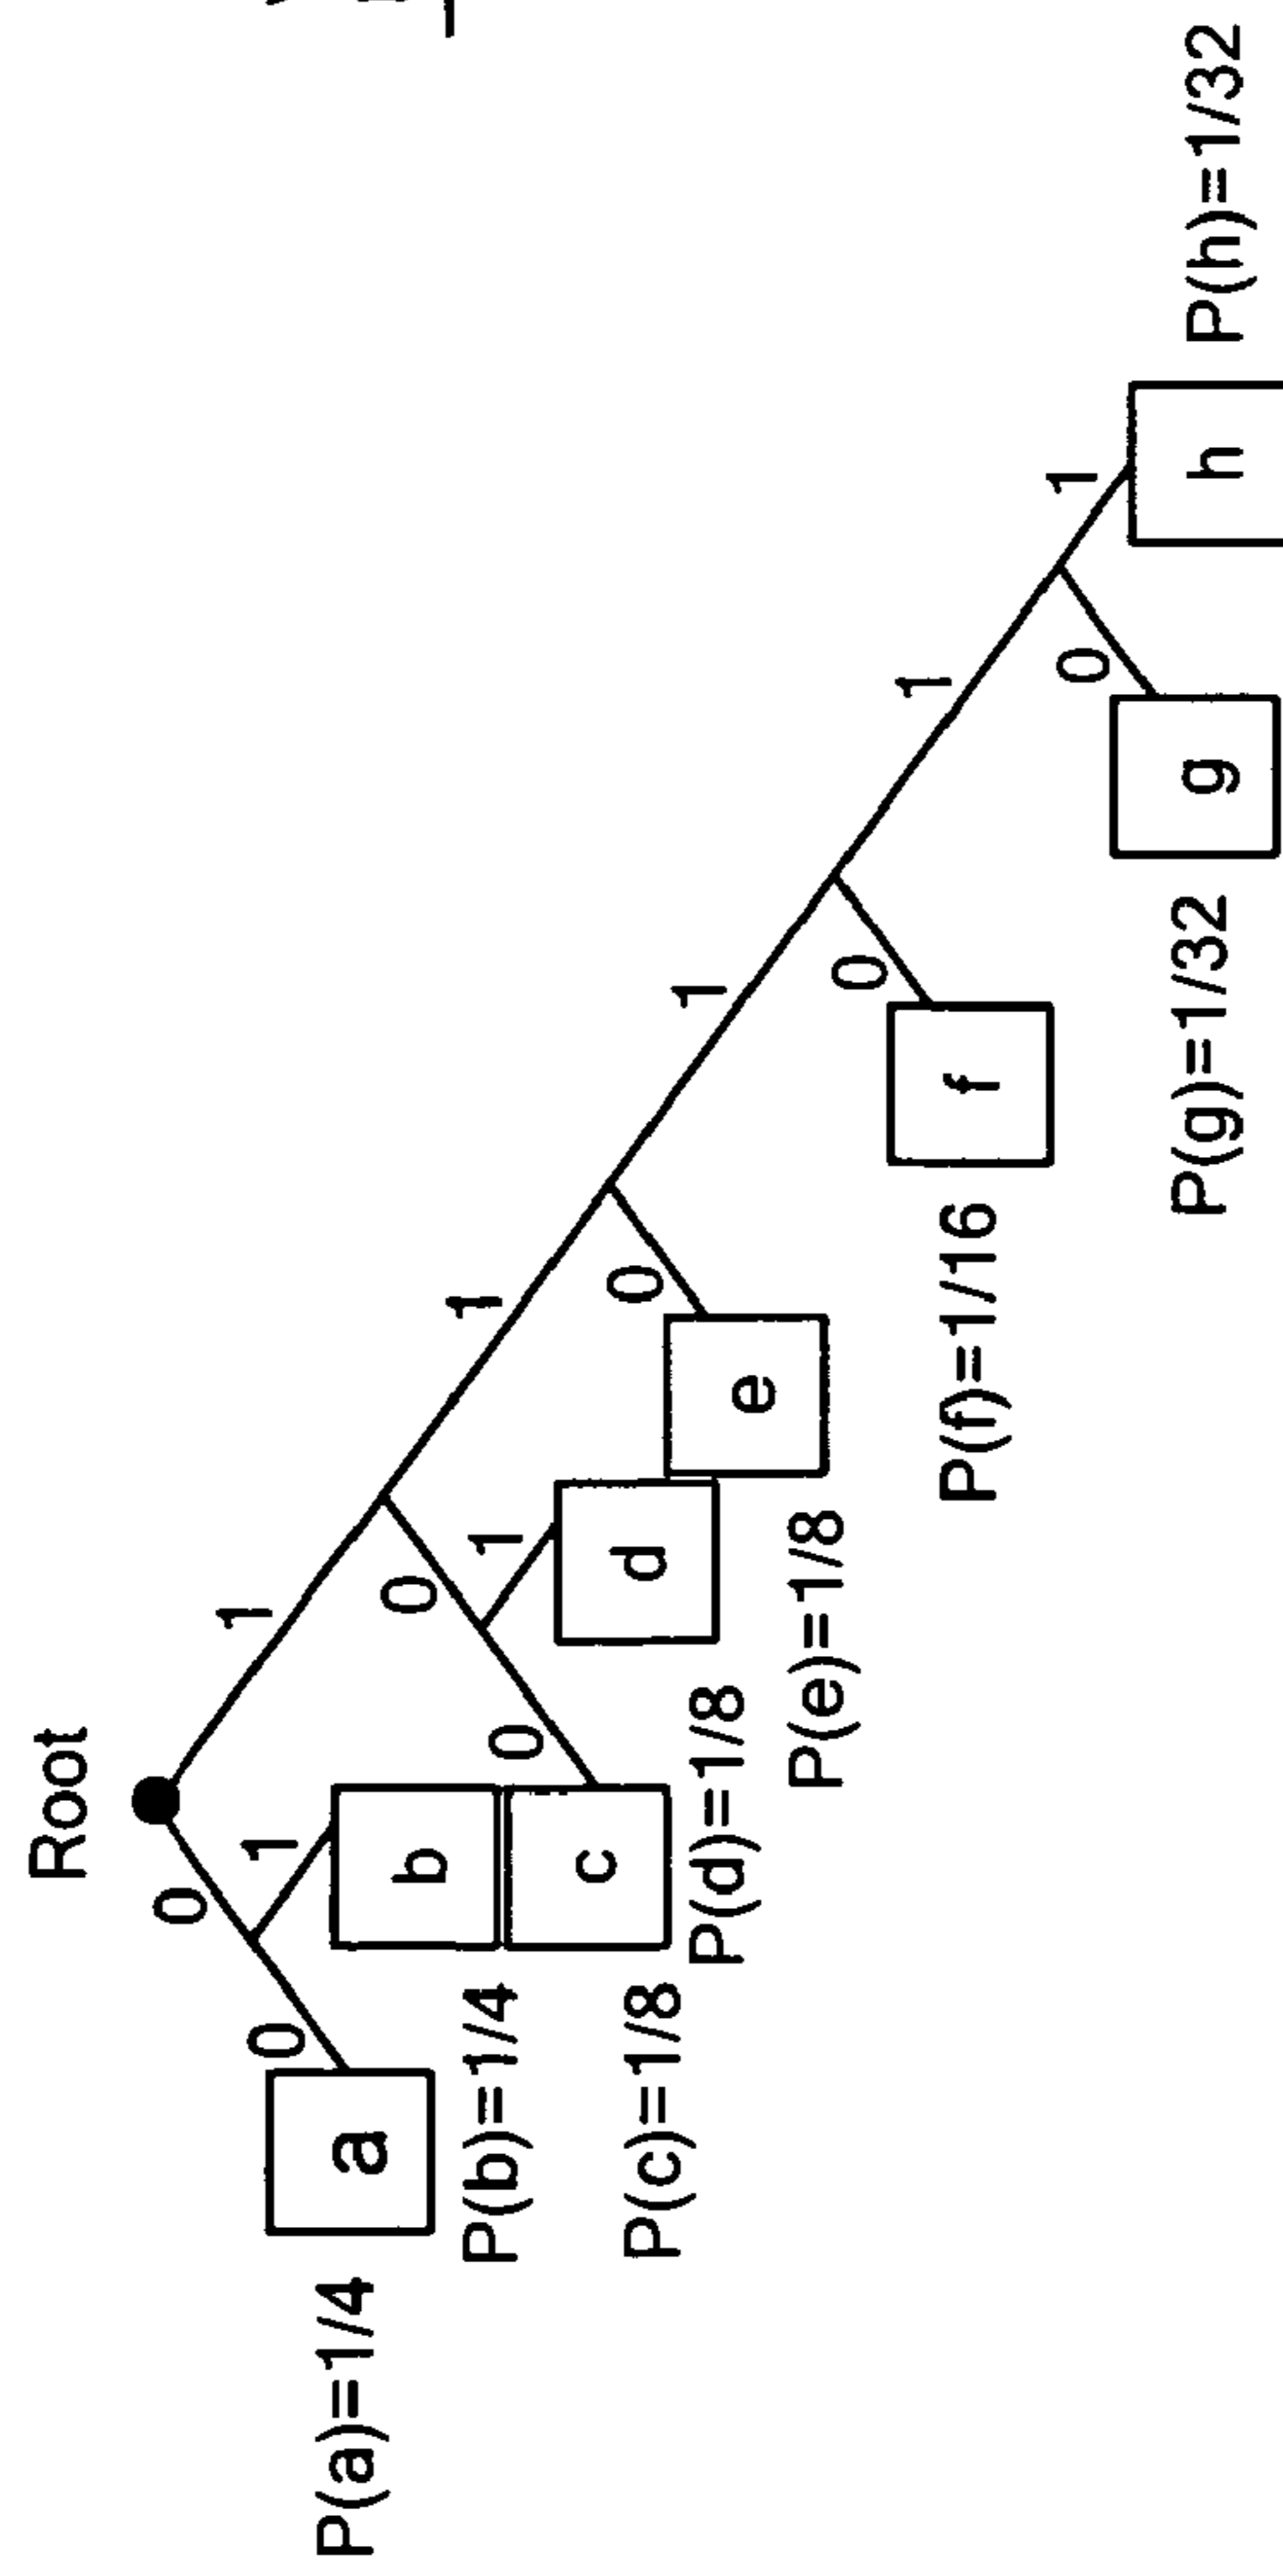 Root
0
1
0
1
0
1
0
1
0
1
0
1
0
1
a
b
c
d
e
f
g
h
P(a)=1/4
P(b)=1/4
P(c)=1/8
P(d)=1/8
P(e)=1/8
P(f)=1/16
P(g)=1/32
P(h)=1/32